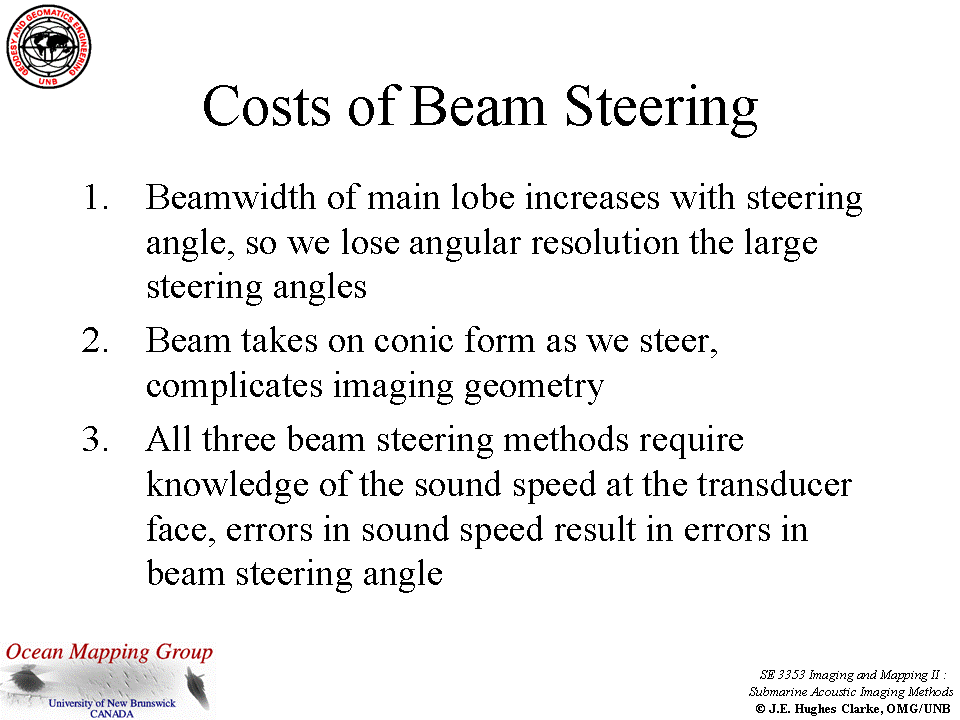 GEODESY AND GEOMATICS ENGINEERING
UNB
Costs of Beam Steering
1. Beamwidth of main lobe increases with steering
angle, so we lose angular resolution the large
steering angles
2. Beam takes on conic form as we steer,
complicates imaging geometry
3. All three beam steering methods require
knowledge of the sound speed at the transducer
face, errors in sound speed result in errors in
beam steering angle
Ocean Mapping Group
University of New Brunswick
CANADA
SE 3353 Imaging and Mapping II :
Submarine Acoustic Imaging Methods
© J.E. Hughes Clarke, OMG/UNB